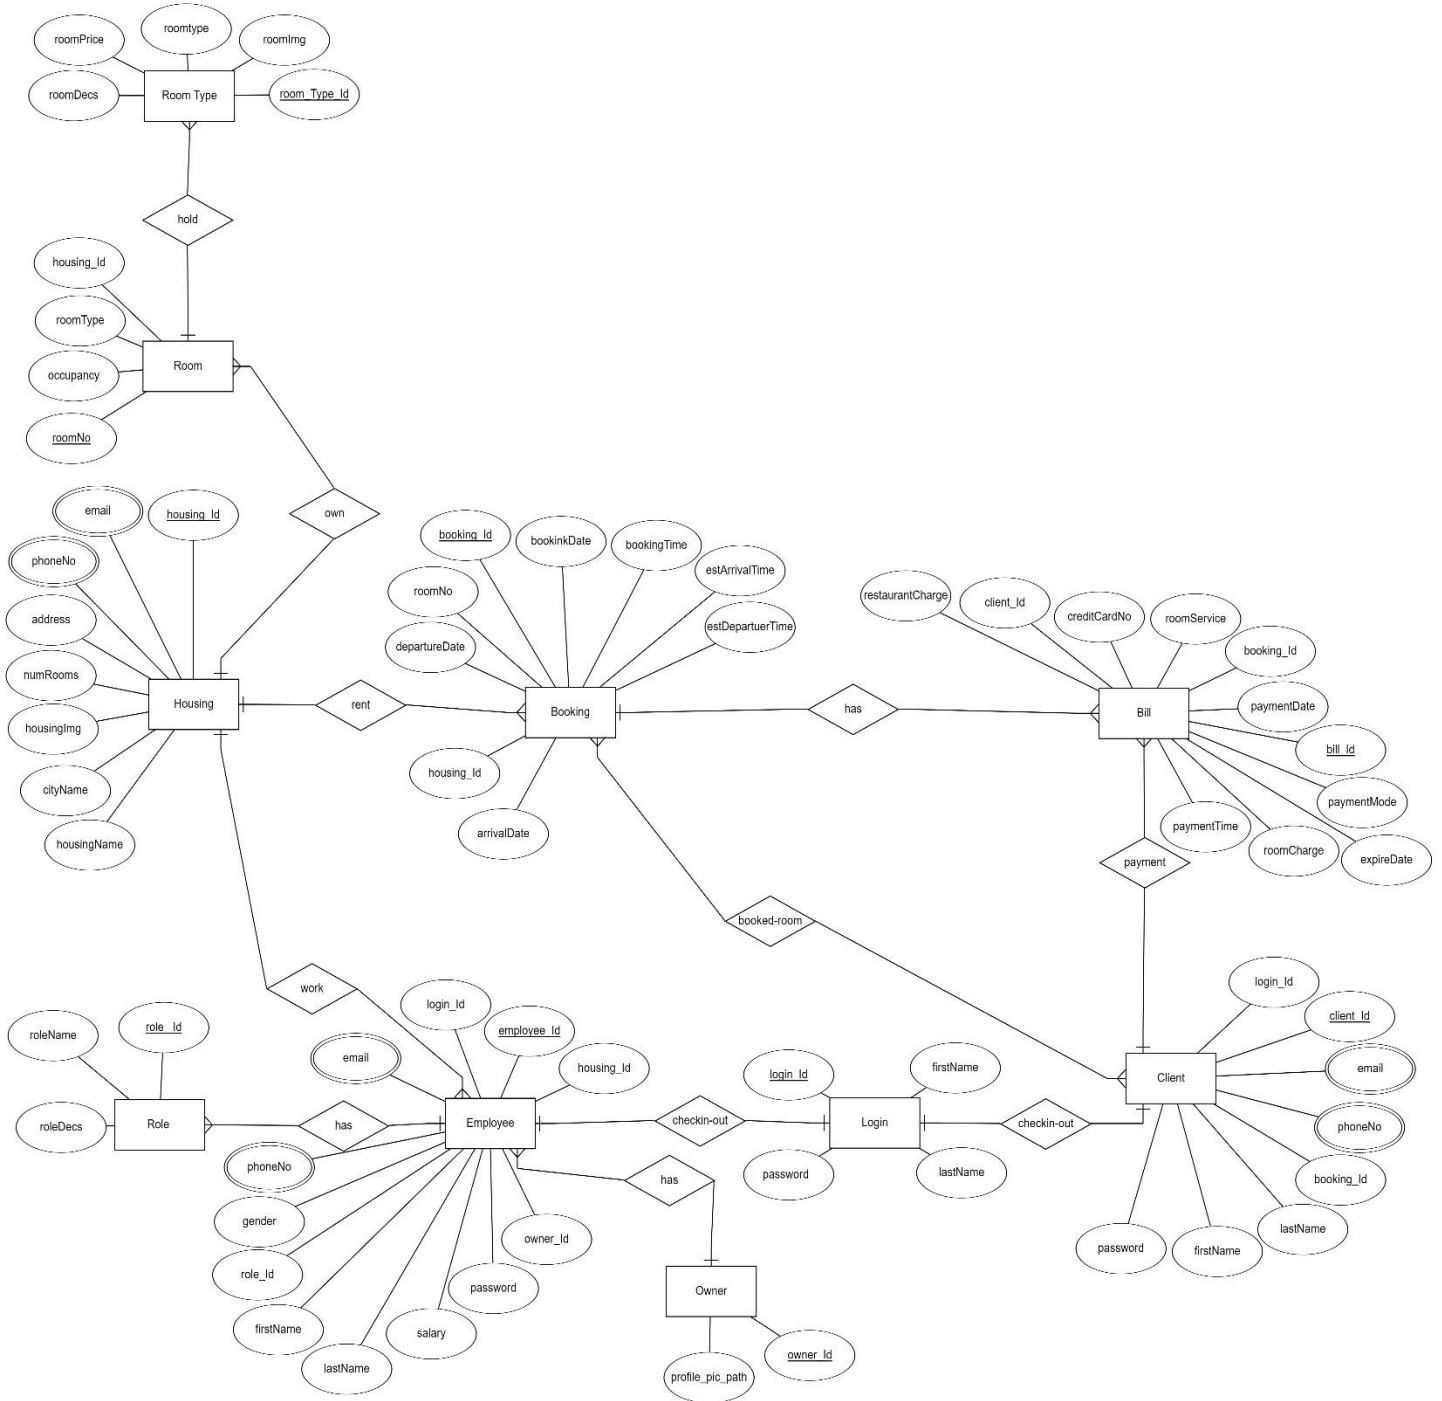 roomPrice
roomtype
roomImg
roomDecs
Room Type
room_Type_Id
hold
housing_Id
roomType
occupancy
Room
roomNo
email
housing_Id
own
phoneNo
address
numRooms
housingImg
cityName
housingName
Housing
rent
booking_Id
bookinkDate
bookingTime
roomNo
estArrivalTime
departureDate
estDepartuerTime
Booking
housing_Id
arrivalDate
has
restaurantCharge
client_Id
creditCardNo
roomService
booking_Id
paymentDate
Bill
bill_Id
paymentMode
paymentTime
roomCharge
expireDate
payment
booked-room
work
roleName
role_Id
roleDecs
Role
has
login_Id
employee_Id
email
housing_Id
Employee
phoneNo
gender
role_Id
firstName
lastName
salary
password
owner_Id
checkin-out
has
Owner
profile_pic_path
owner_Id
login_Id
firstName
Login
password
lastName
checkin-out
login_Id
client_Id
email
Client
phoneNo
booking_Id
lastName
firstName
password